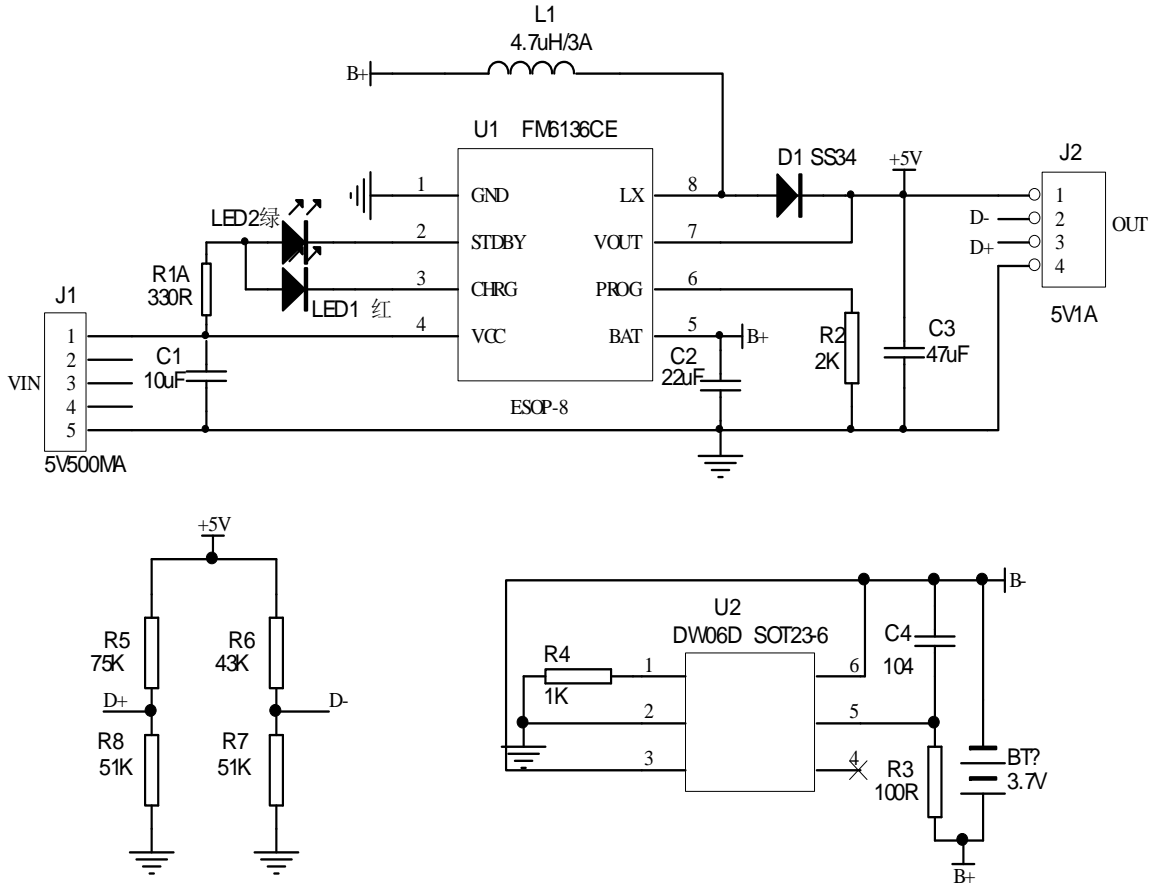 L1
4.7uH/3A
B+
U1 FM6136CE
1 GND LX 8
2 STDBY VOUT 7
3 CHRG PROG 6
4 VCC BAT 5
ESOP-8
LED2绿
LED1 红
R1A
330R
J1
1
2
3
4
5
VIN
5V500MA
C1
10uF
C2
22uF
B+
D1 SS34
+5V
R2
2K
C3
47uF
J2
1
2
3
4
D-
D+
OUT
5V1A
+5V
R5
75K
R6
43K
D+
D-
R8
51K
R7
51K
U2
DW06D SOT23-6
R4
1K
1
2
3
6
5
4
B-
C4
104
R3
100R
BT?
3.7V
B+